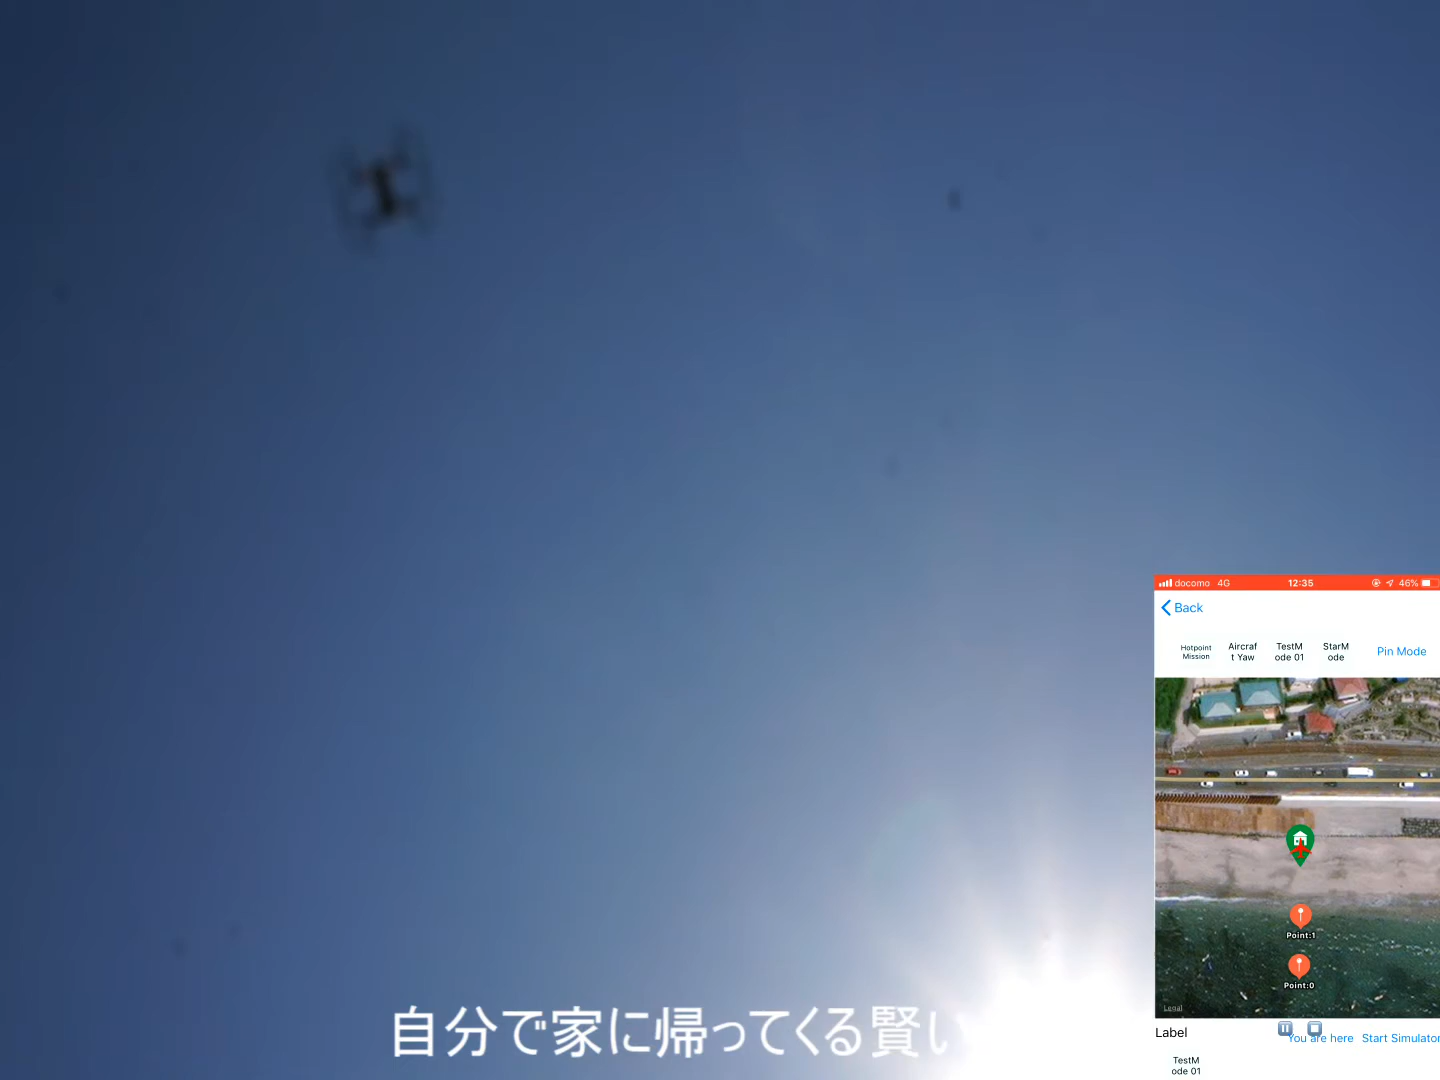 docomo 4G 12:35 46%
Back
Hotpoint
Mission
Aircraf
t Yaw
TestM
ode 01
StarM
ode
Pin Mode
Point:1
Point:0
Legal
Label
You are here
Start Simulator
TestM
ode 01
自分で家に帰ってくる賢い